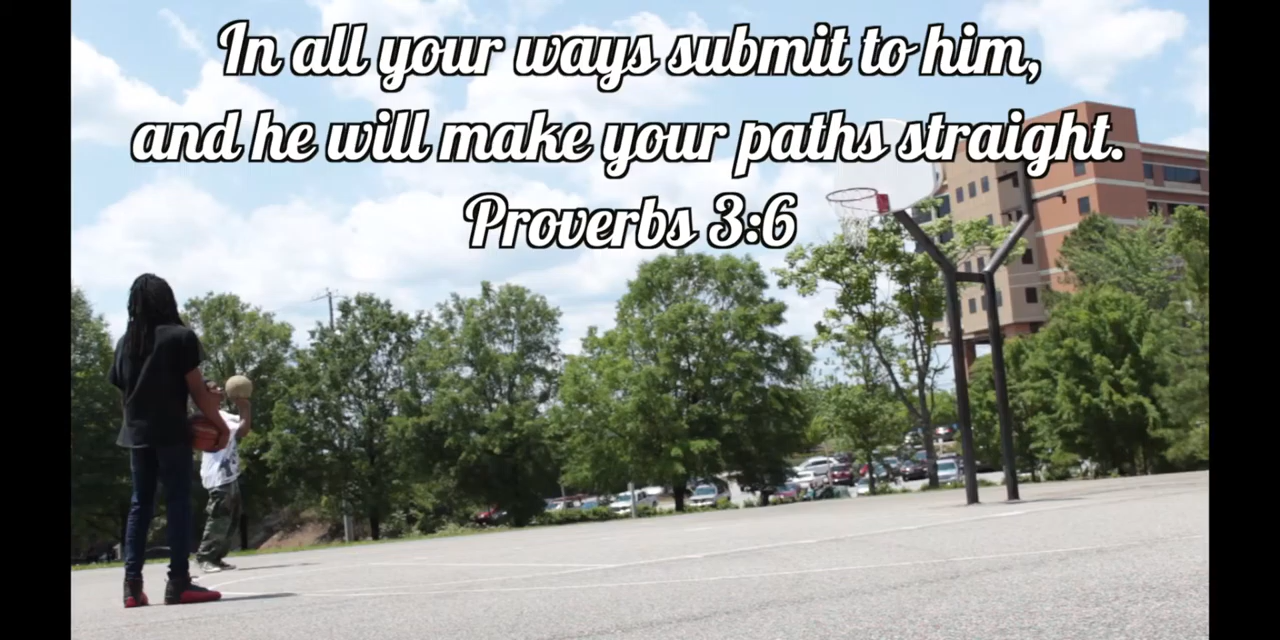 In all your ways submit to him,
and he will make your paths straight.
Proverbs 3:6